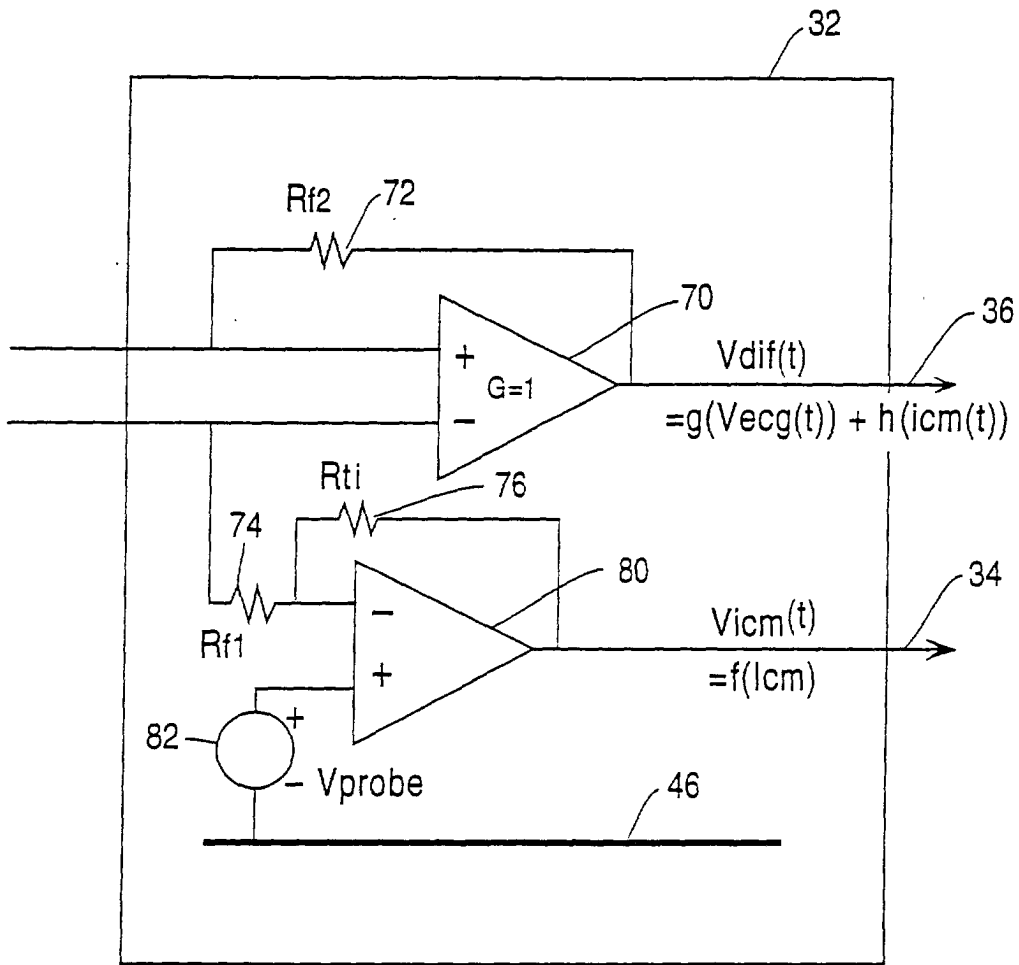 32
Rf2
72
70
36
+
G=1
−
Vdif(t)
=g(Vecg(t)) + h(icm(t))
Rti
76
74
80
34
Rf1
−
+
Vicm(t)
=f(Icm)
82
+
− Vprobe
46